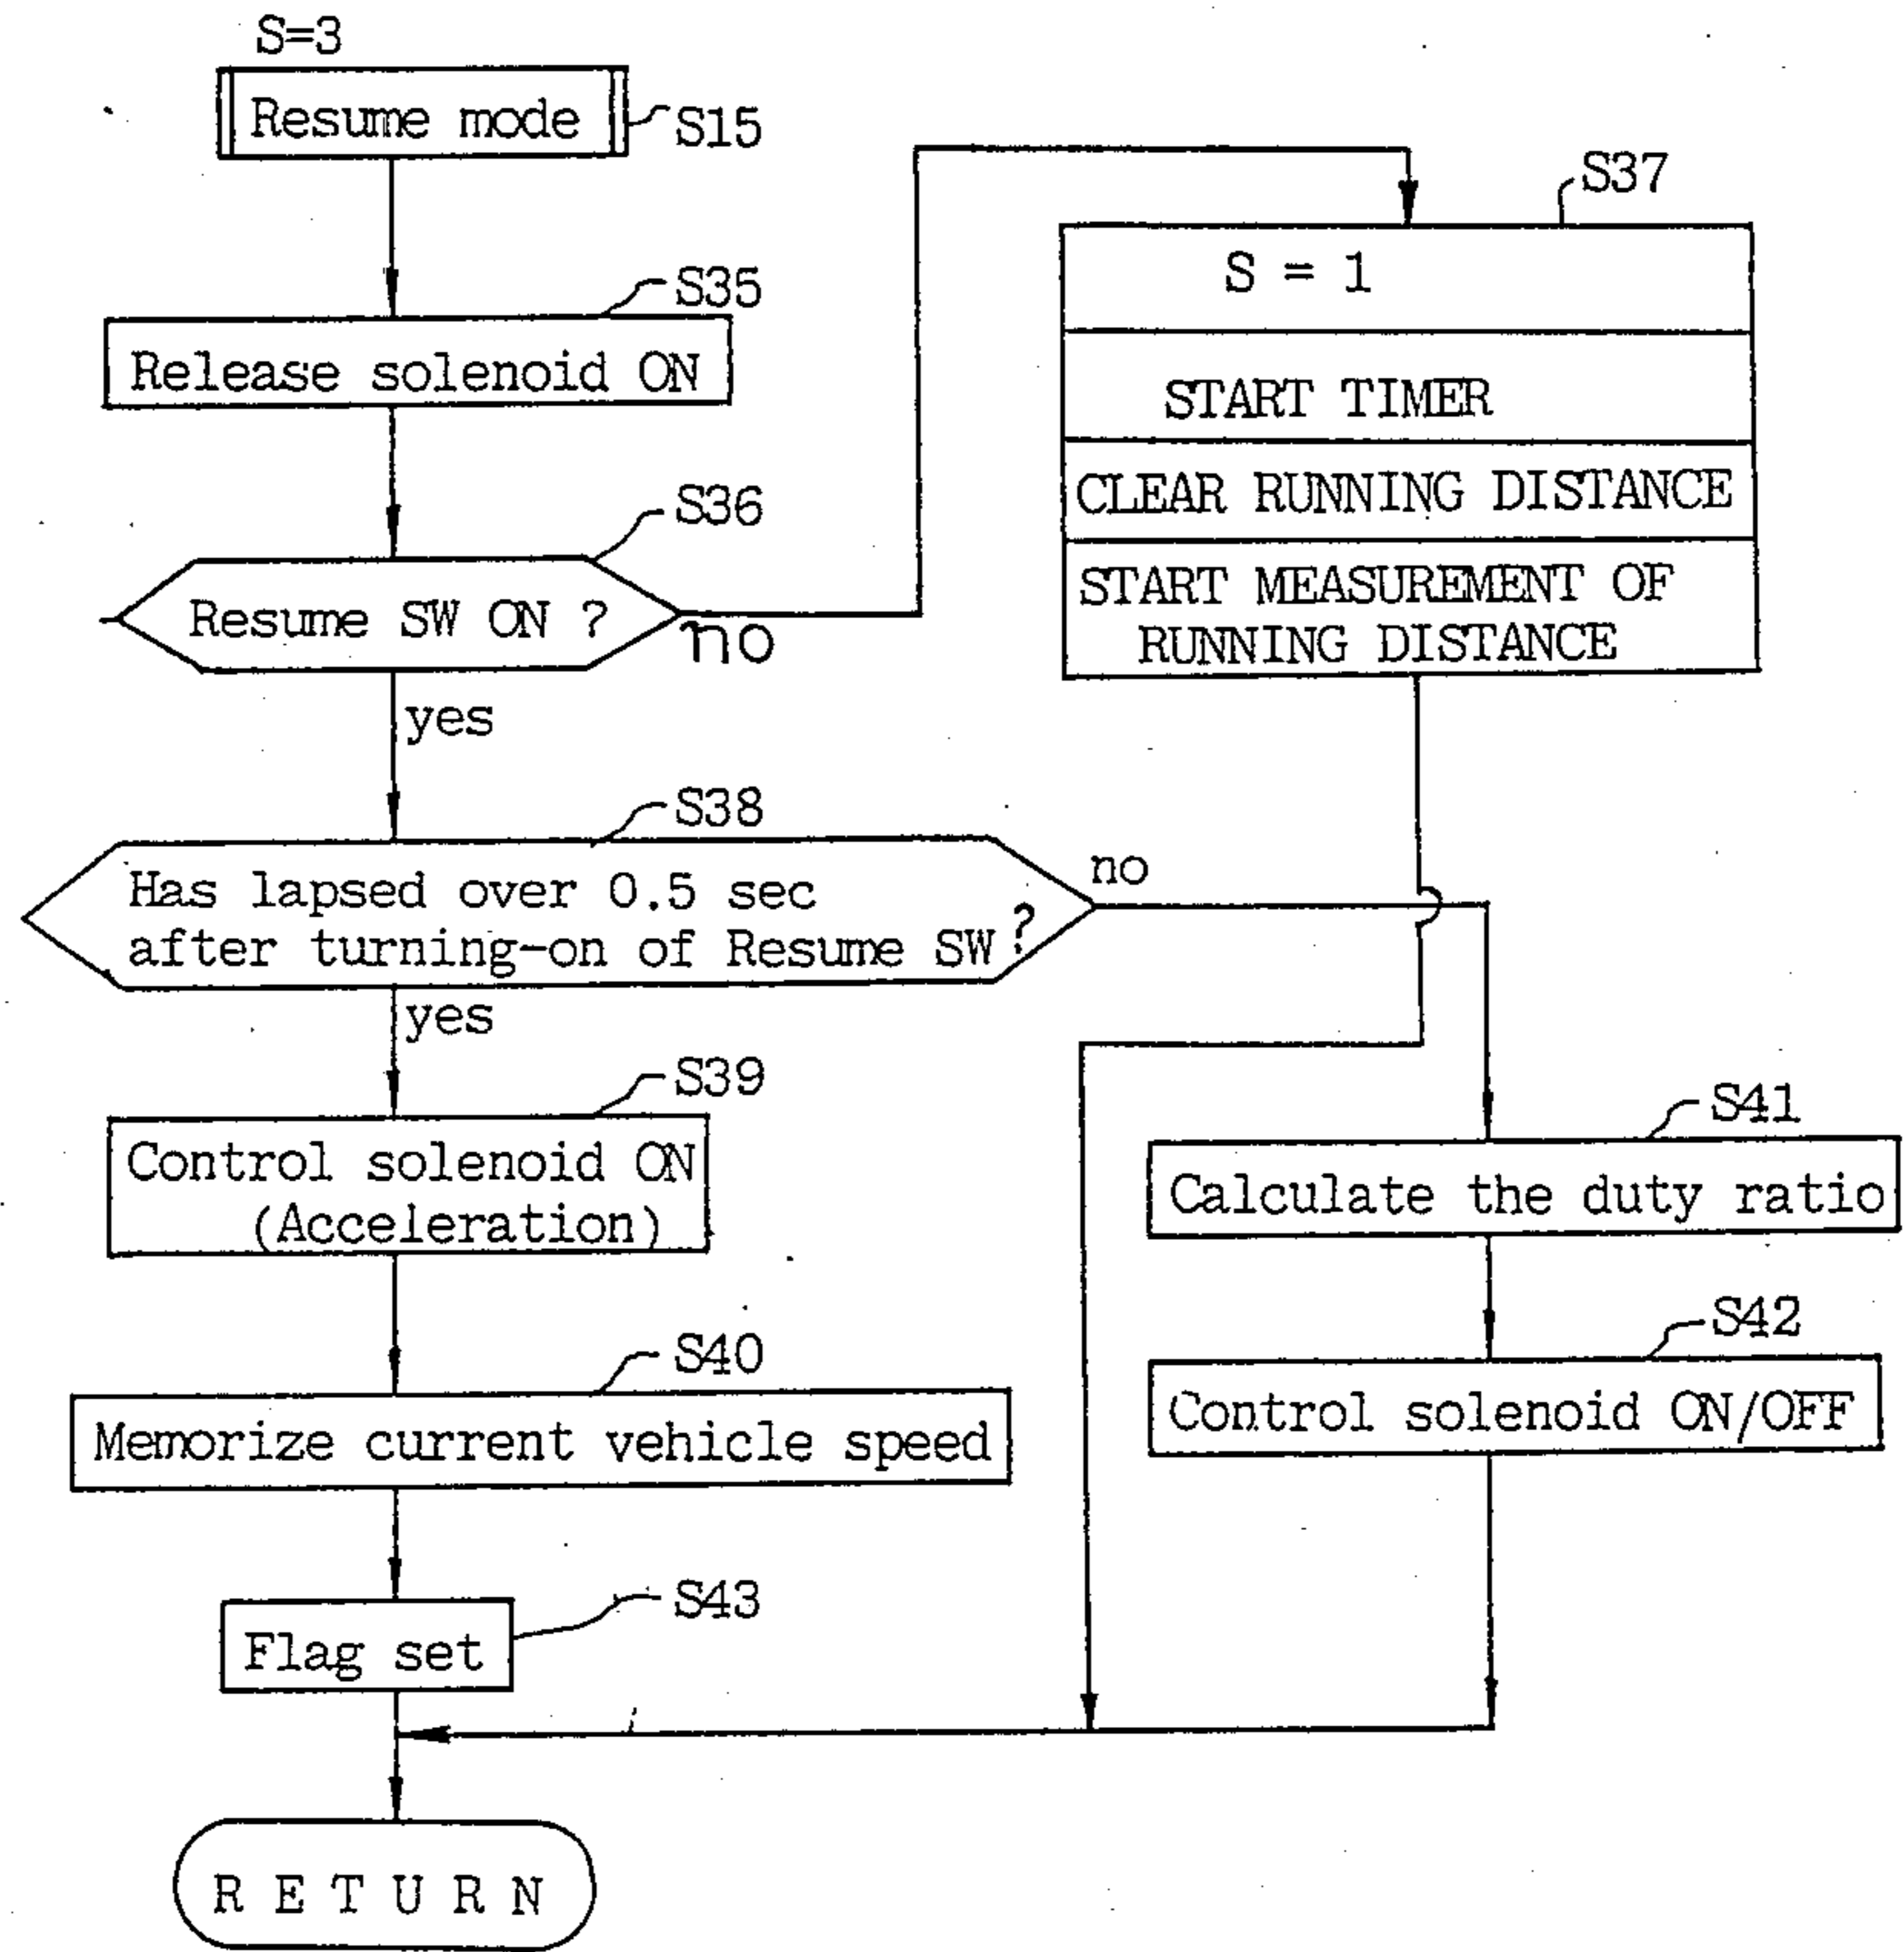 S=3
Resume mode
S15
S35
Release solenoid ON
S36
Resume SW ON ?
no
yes
S37
S = 1
START TIMER
CLEAR RUNNING DISTANCE
START MEASUREMENT OF
RUNNING DISTANCE
S38
Has lapsed over 0.5 sec
after turning-on of Resume SW ?
no
yes
S39
Control solenoid ON
(Acceleration)
S40
Memorize current vehicle speed
S43
Flag set
S41
Calculate the duty ratio
S42
Control solenoid ON/OFF
RETURN